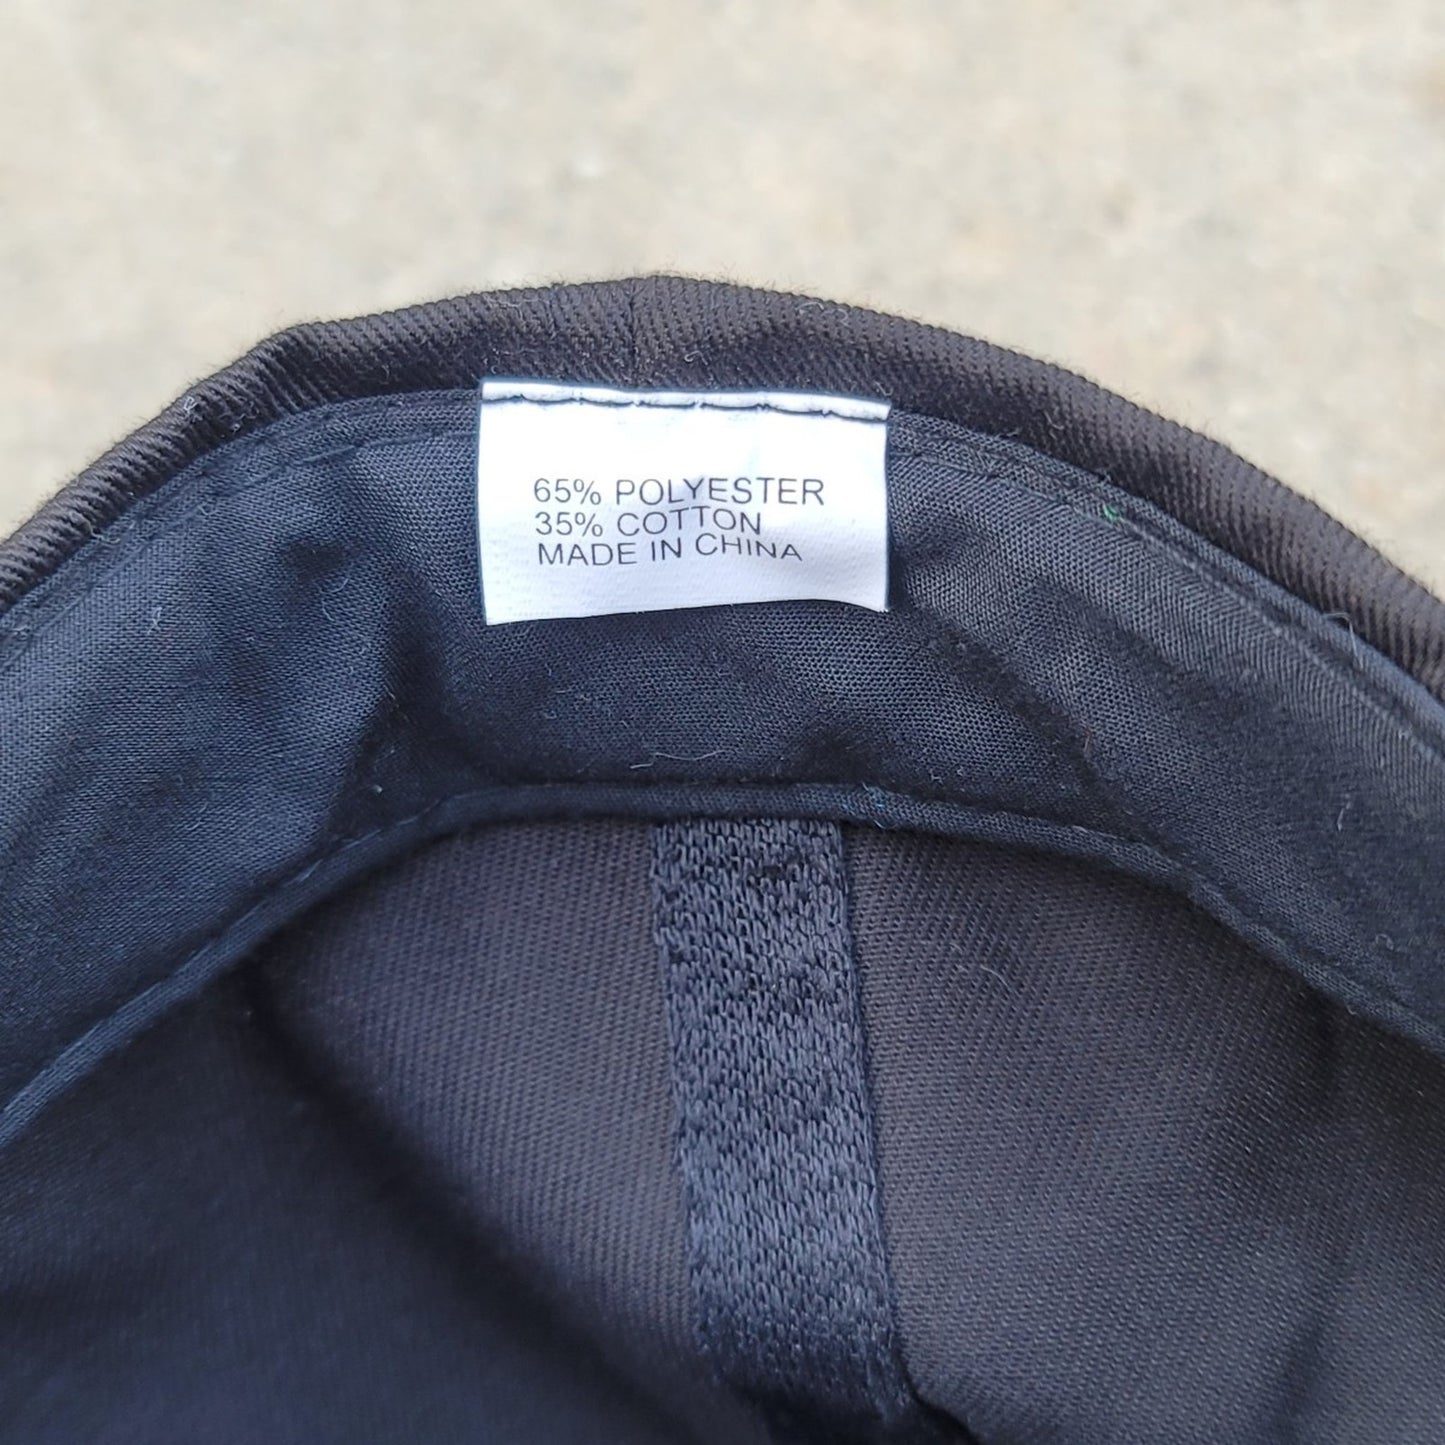 65% POLYESTER
35% COTTON
MADE IN CHINA